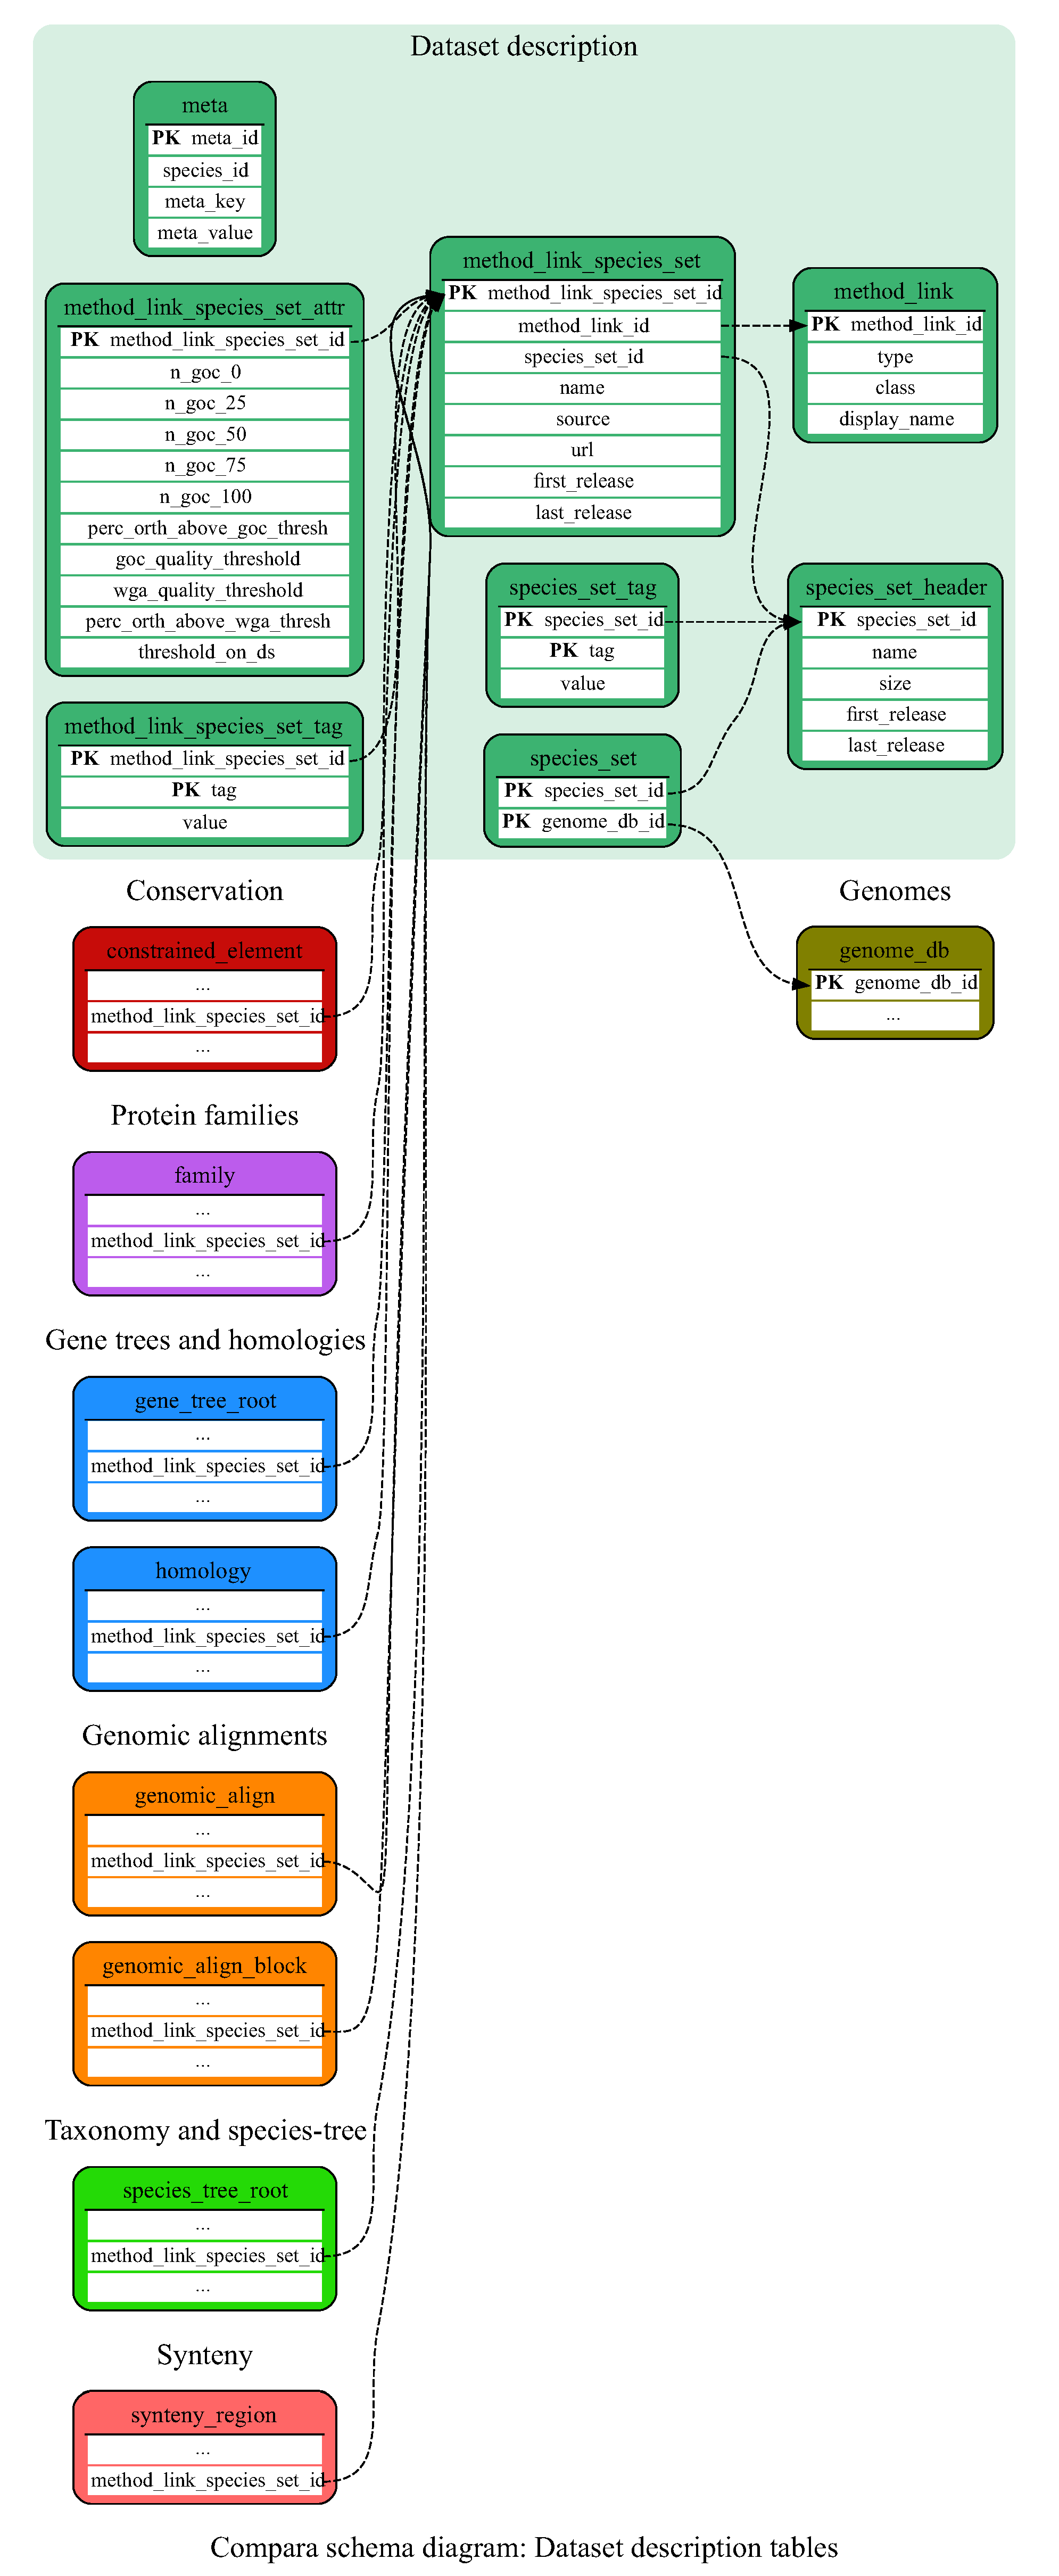 Dataset description
meta
PK meta_id
species_id
meta_key
meta_value
method_link_species_set_attr
PK method_link_species_set_id
n_goc_0
n_goc_25
n_goc_50
n_goc_75
n_goc_100
perc_orth_above_goc_thresh
goc_quality_threshold
wga_quality_threshold
perc_orth_above_wga_thresh
threshold_on_ds
method_link_species_set_tag
PK method_link_species_set_id
PK tag
value
method_link_species_set
PK method_link_species_set_id
method_link_id
species_set_id
name
source
url
first_release
last_release
method_link
PK method_link_id
type
class
display_name
species_set_tag
PK species_set_id
PK tag
value
species_set_header
PK species_set_id
name
size
first_release
last_release
species_set
PK species_set_id
PK genome_db_id
Conservation
constrained_element
...
method_link_species_set_id
...
Genomes
genome_db
PK genome_db_id
...
Protein families
family
...
method_link_species_set_id
...
Gene trees and homologies
gene_tree_root
...
method_link_species_set_id
...
homology
...
method_link_species_set_id
...
Genomic alignments
genomic_align
...
method_link_species_set_id
...
genomic_align_block
...
method_link_species_set_id
...
Taxonomy and species-tree
species_tree_root
...
method_link_species_set_id
...
Synteny
synteny_region
...
method_link_species_set_id
Compara schema diagram: Dataset description tables